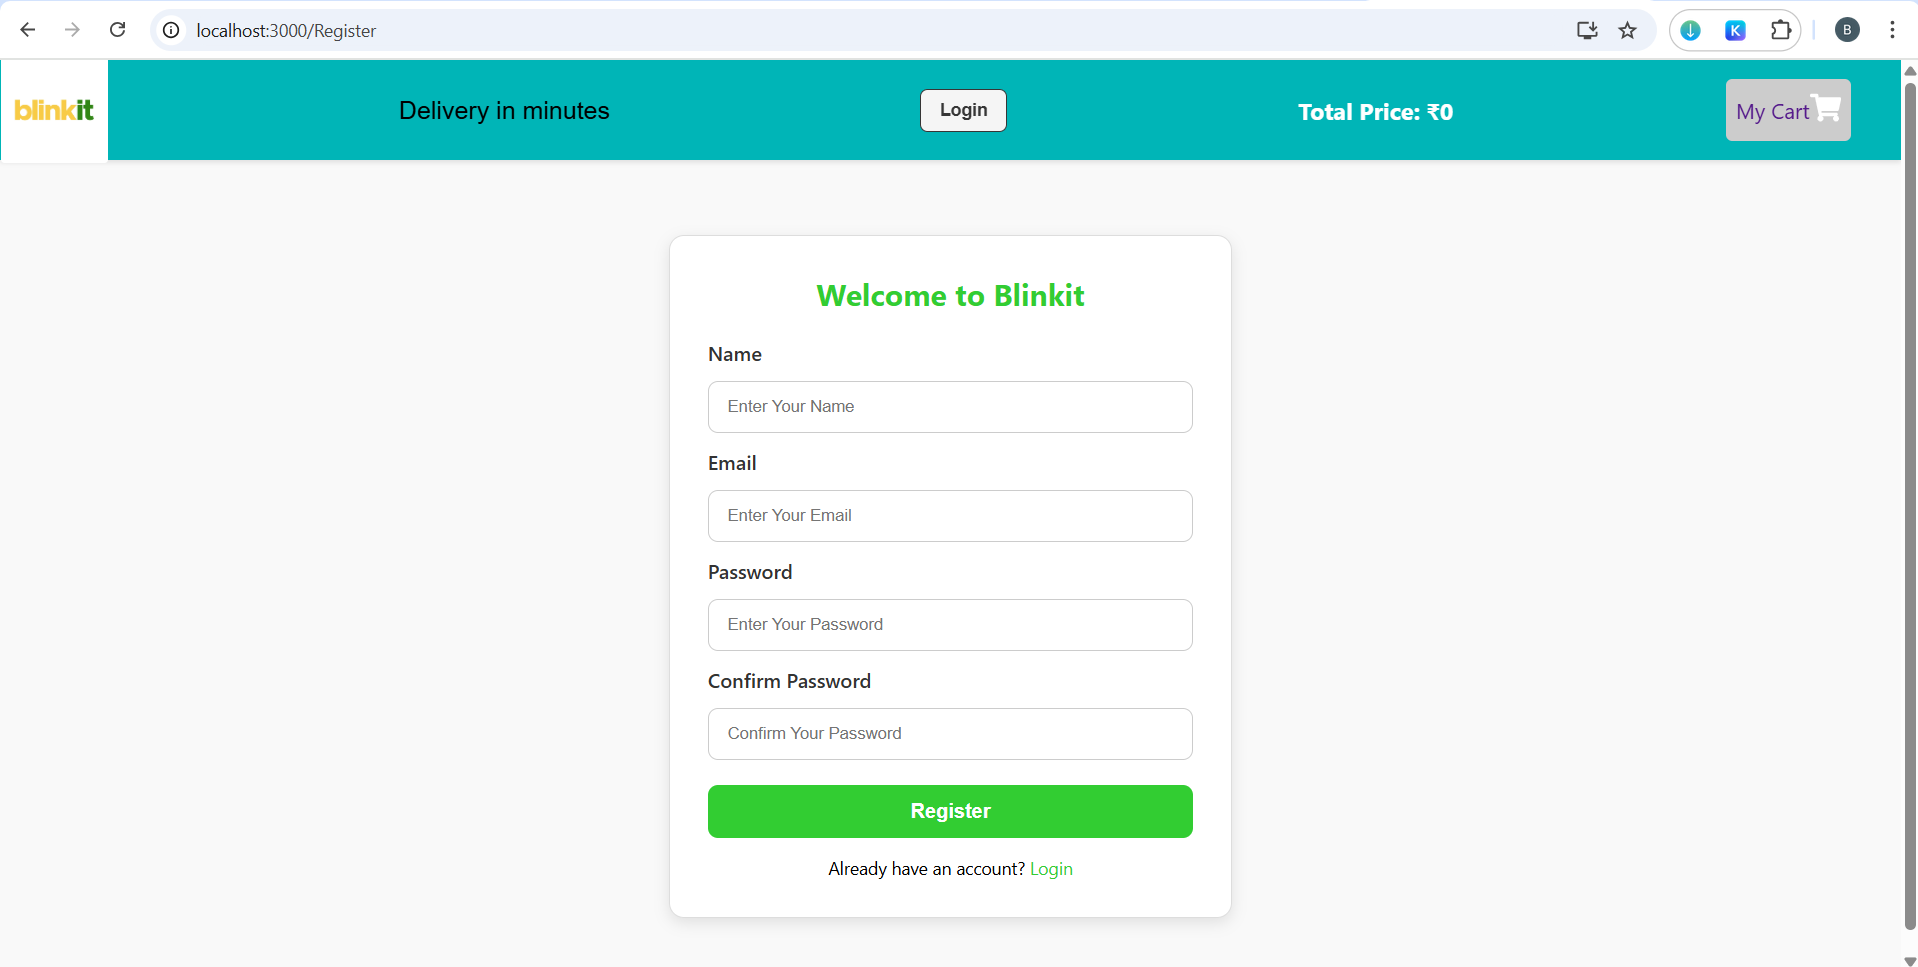 localhost:3000/Register
K
B
blinkit
Delivery in minutes
Login
Total Price: ₹0
My Cart
Welcome to Blinkit
Name
Enter Your Name
Email
Enter Your Email
Password
Enter Your Password
Confirm Password
Confirm Your Password
Register
Already have an account? Login